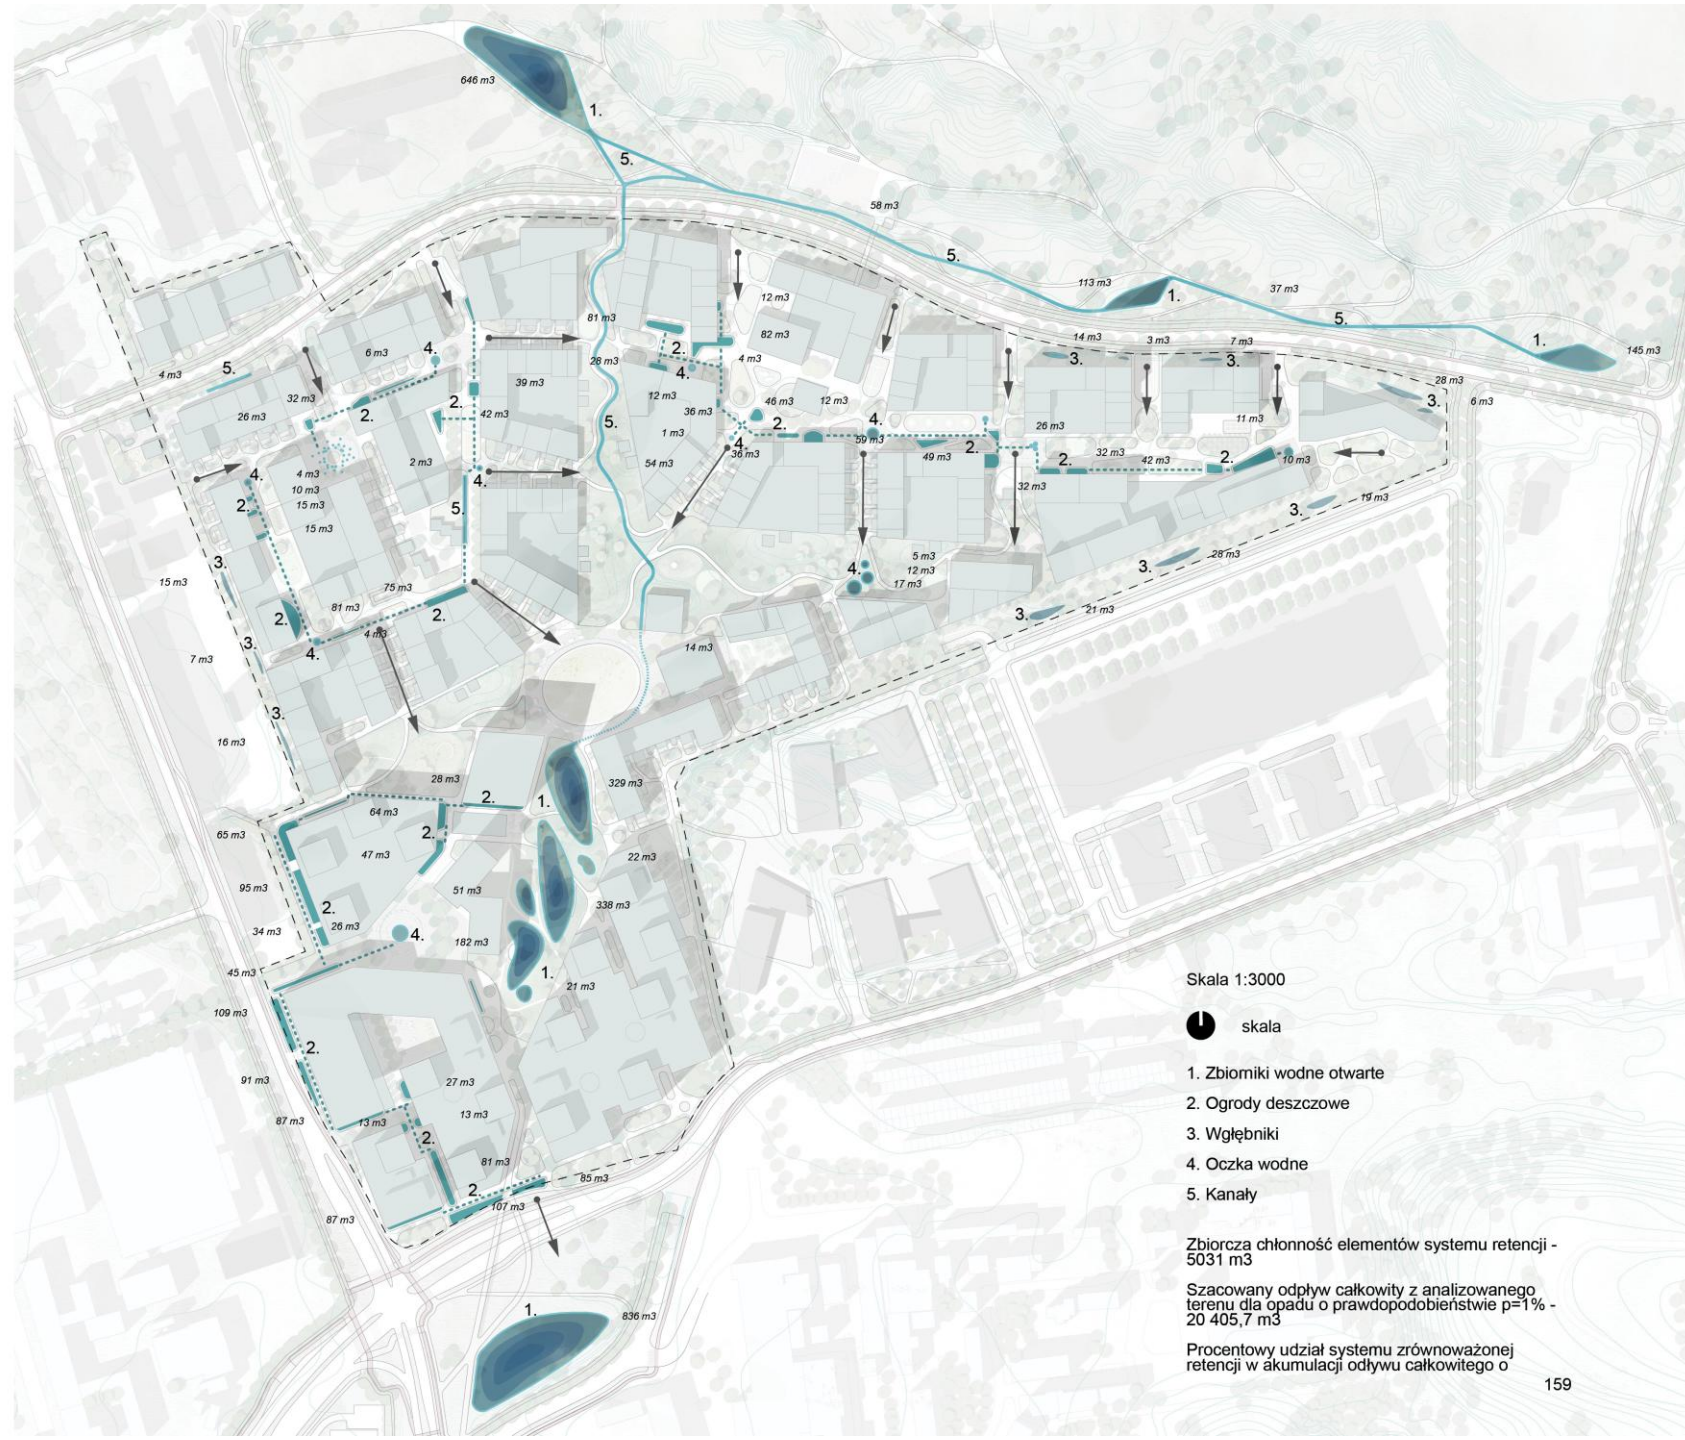 646 m3
1.
5.
58 m3
5.
113 m3
1.
37 m3
5.
1.
145 m3
81 m3
12 m3
82 m3
14 m3
3 m3
7 m3
3.
3.
28 m3
3.
6 m3
4 m3
5.
6 m3
4.
28 m3
2.
4.
4 m3
32 m3
26 m3
2.
39 m3
2.
42 m3
5.
12 m3
36 m3
1 m3
46 m3
12 m3
4.
59 m3
2.
26 m3
11 m3
4 m3
10 m3
15 m3
15 m3
2 m3
4.
4.
2.
54 m3
4.
36 m3
49 m3
2.
32 m3
32 m3
42 m3
2.
2.
10 m3
5.
3.
19 m3
3.
15 m3
75 m3
81 m3
2.
2.
4 m3
4.
5 m3
12 m3
17 m3
4.
3.
28 m3
3.
21 m3
3.
7 m3
14 m3
3.
16 m3
28 m3
2.
1.
329 m3
64 m3
65 m3
2.
47 m3
22 m3
95 m3
51 m3
338 m3
2.
26 m3
34 m3
4.
182 m3
1.
45 m3
21 m3
109 m3
2.
91 m3
27 m3
87 m3
13 m3
13 m3
2.
81 m3
2.
85 m3
107 m3
87 m3
1.
836 m3
Skala 1:3000
skala
1. Zbiorniki wodne otwarte
2. Ogrody deszczowe
3. Wgłębniki
4. Oczka wodne
5. Kanały
Zbiorcza chłonność elementów systemu retencji -
5031 m3
Szacowany odpływ całkowity z analizowanego
terenu dla opadu o prawdopodobieństwie p=1% -
20 405,7 m3
Procentowy udział systemu zrównoważonej
retencji w akumulacji odływu całkowitego o
159